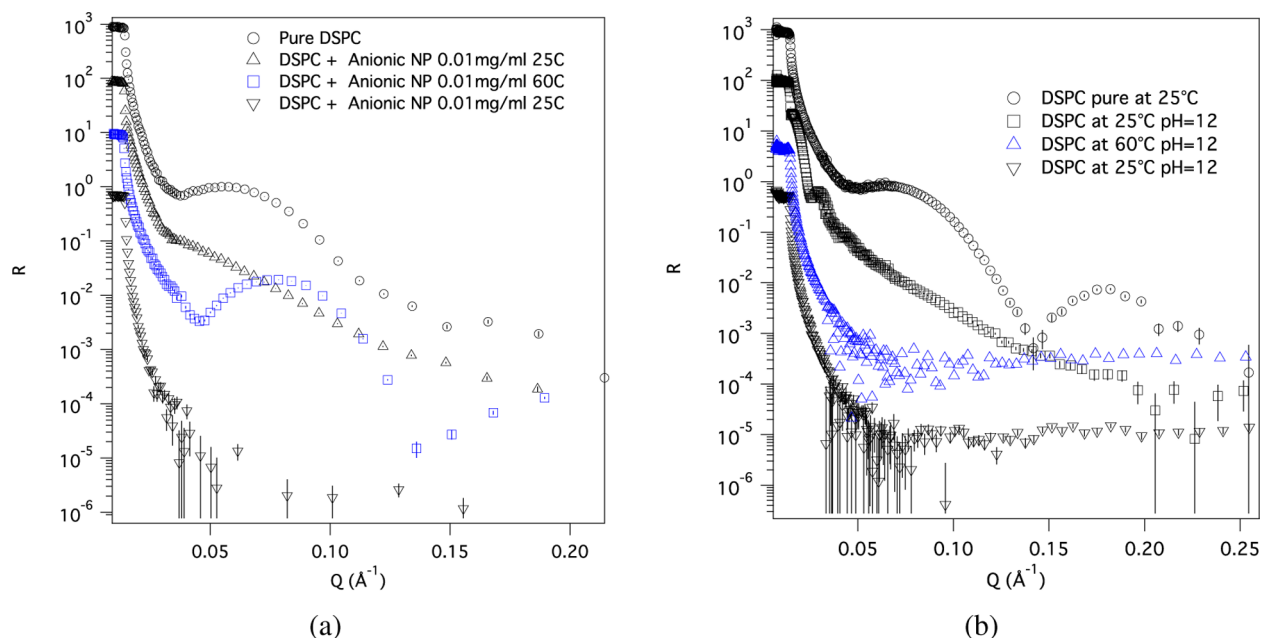 10³
10²
10¹
10⁰
10⁻¹
10⁻²
10⁻³
10⁻⁴
10⁻⁵
10⁻⁶
R
Pure DSPC
DSPC + Anionic NP 0.01mg/ml 25C
DSPC + Anionic NP 0.01mg/ml 60C
DSPC + Anionic NP 0.01mg/ml 25C
0.05 0.10 0.15 0.20
Q (Å⁻¹)
(a)
10³
10²
10¹
10⁰
10⁻¹
10⁻²
10⁻³
10⁻⁴
10⁻⁵
10⁻⁶
R
DSPC pure at 25°C
DSPC at 25°C pH=12
DSPC at 60°C pH=12
DSPC at 25°C pH=12
0.05 0.10 0.15 0.20 0.25
Q (Å⁻¹)
(b)